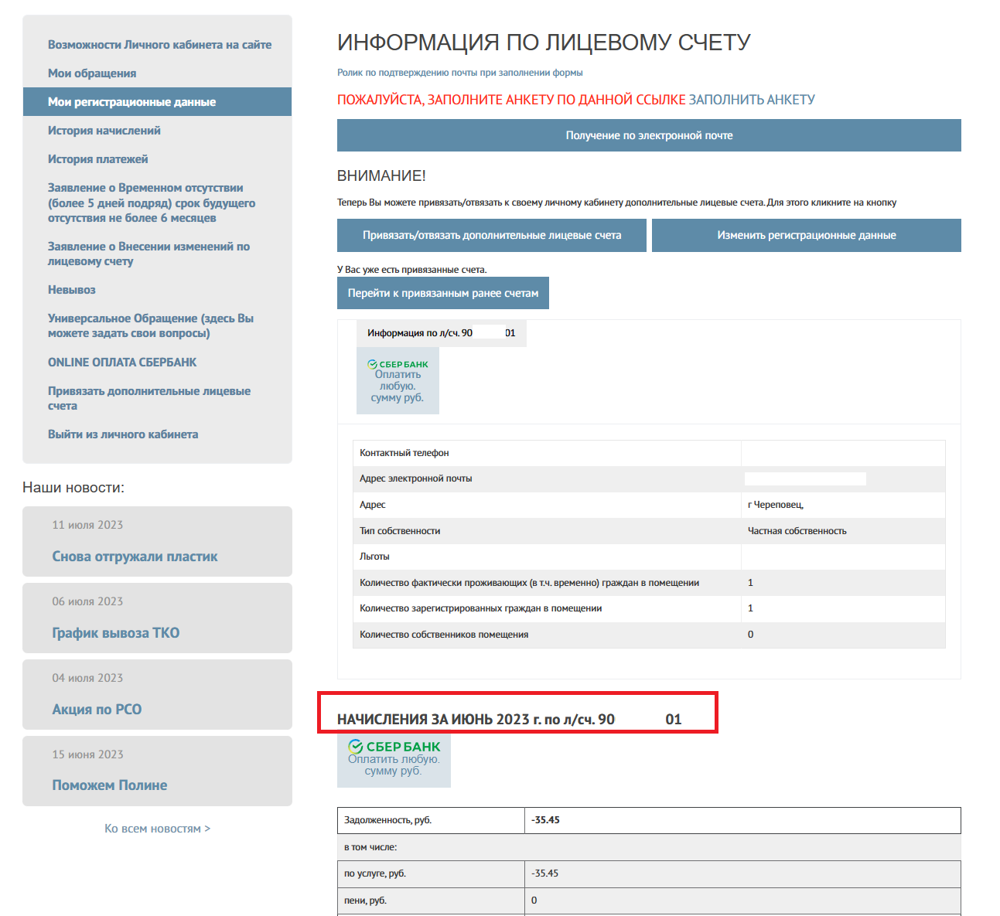 Возможности Личного кабинета на сайте
Мои обращения
Мои регистрационные данные
История начислений
История платежей
Заявление о Временном отсутствии
(более 5 дней подряд) срок будущего
отсутствия не более 6 месяцев
Заявление о Внесении изменений по
лицевому счету
Невывоз
Универсальное Обращение (здесь Вы
можете задать свои вопросы)
ONLINE ОПЛАТА СБЕРБАНК
Привязать дополнительные лицевые
счета
Выйти из личного кабинета
Наши новости:
11 июля 2023
Снова отгружали пластик
06 июля 2023
График вывоза ТКО
04 июля 2023
Акция по РСО
15 июня 2023
Поможем Полине
Ко всем новостям >
ИНФОРМАЦИЯ ПО ЛИЦЕВОМУ СЧЕТУ
Ролик по подтверждению почты при заполнении формы
ПОЖАЛУЙСТА, ЗАПОЛНИТЕ АНКЕТУ ПО ДАННОЙ ССЫЛКЕ ЗАПОЛНИТЬ АНКЕТУ
Получение по электронной почте
ВНИМАНИЕ!
Теперь Вы можете привязать/отвязать к своему личному кабинету дополнительные лицевые счета. Для этого кликните на кнопку
Привязать/отвязать дополнительные лицевые счета
Изменить регистрационные данные
У Вас уже есть привязанные счета.
Перейти к привязанным ранее счетам
Информация по л/сч. 90 01
СБЕР БАНК
Оплатить
любую.
сумму руб.
Контактный телефон
Адрес электронной почты
Адрес г Череповец,
Тип собственности Частная собственность
Льготы
Количество фактически проживающих (в т.ч. временно) граждан в помещении 1
Количество зарегистрированных граждан в помещении 1
Количество собственников помещения 0
НАЧИСЛЕНИЯ ЗА ИЮНЬ 2023 г. по л/сч. 90 01
СБЕР БАНК
Оплатить любую.
сумму руб.
Задолженность, руб. -35.45
в том числе:
по услуге, руб. -35.45
пени, руб. 0